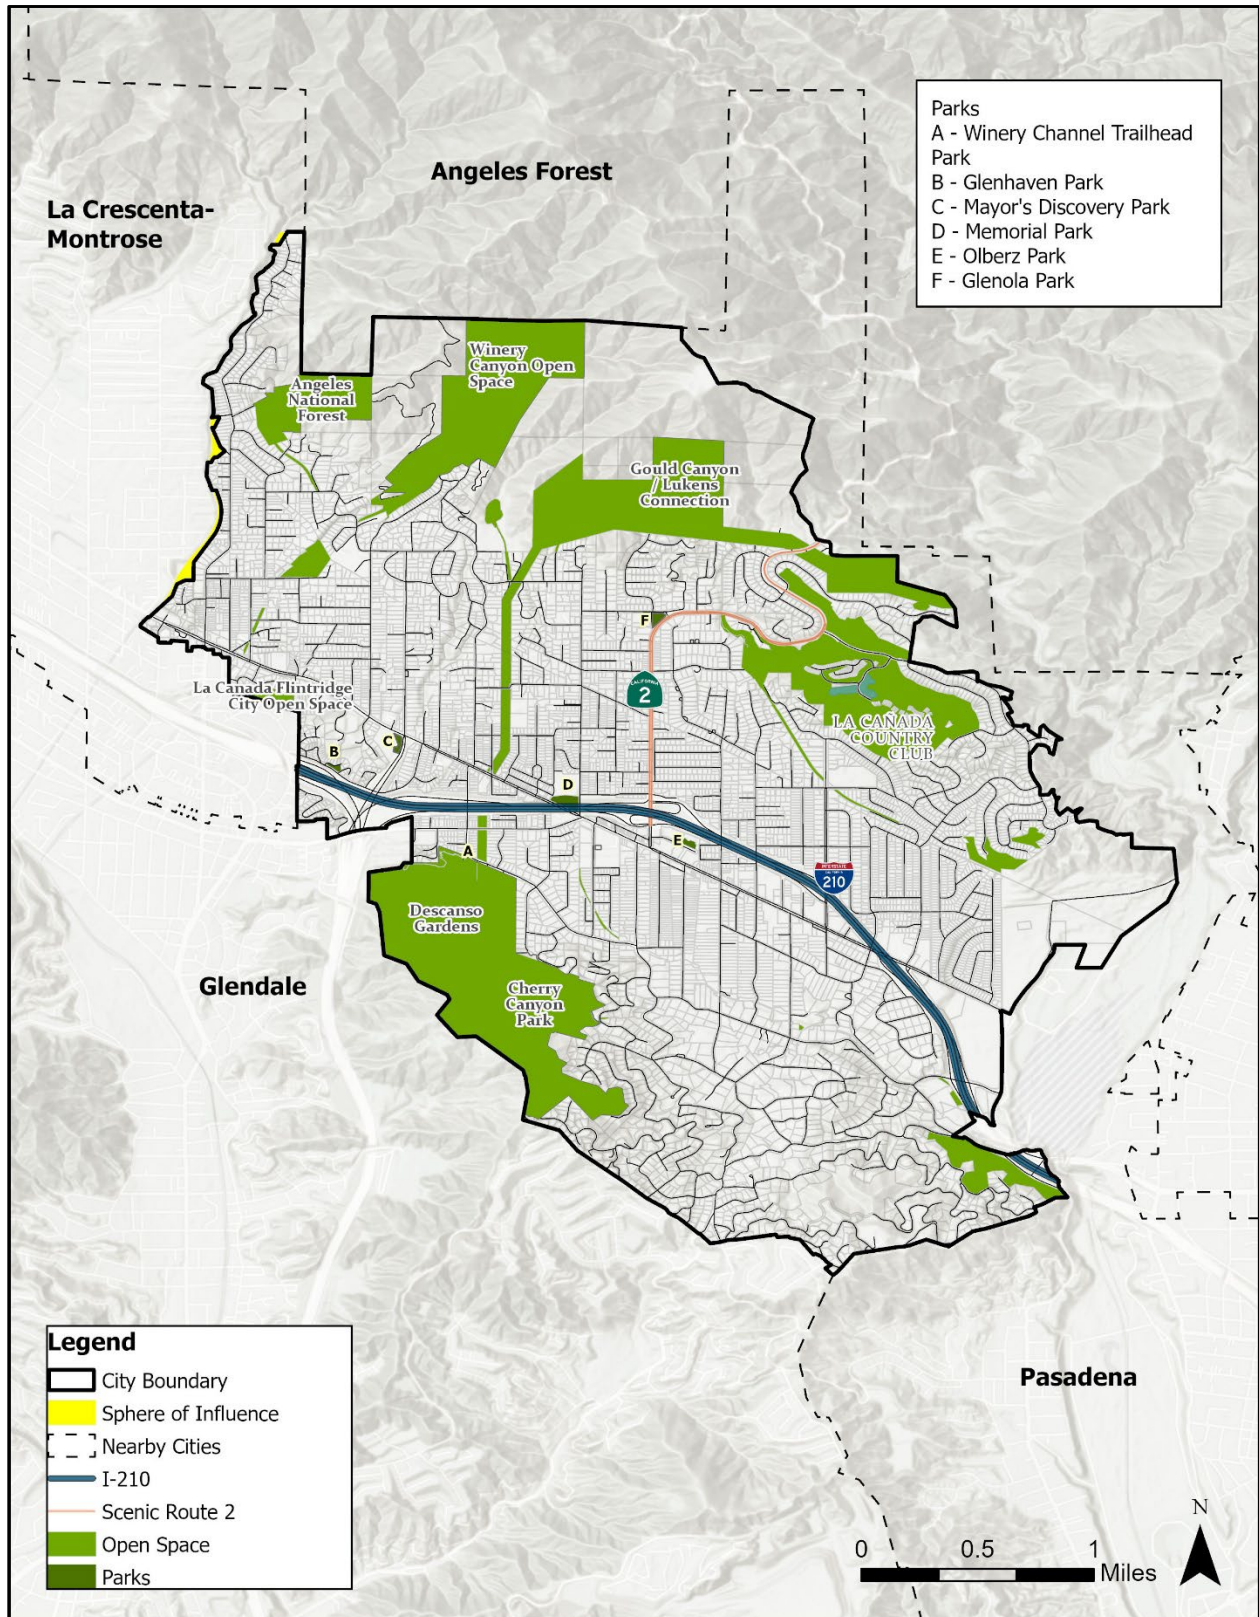 Parks
A - Winery Channel Trailhead
Park
B - Glenhaven Park
C - Mayor's Discovery Park
D - Memorial Park
E - Olberz Park
F - Glenola Park
Angeles Forest
La Crescenta-
Montrose
Winery
Canyon Open
Space
Angeles
National
Forest
Gould Canyon
/ Lukens
Connection
F
CALIFORNIA
2
La Canada Flintridge
City Open Space
LA CAÑADA
COUNTRY
CLUB
B
C
D
A
E
INTERSTATE
CALIFORNIA
210
Descanso
Gardens
Glendale
Cherry
Canyon
Park
Pasadena
Legend
City Boundary
Sphere of Influence
Nearby Cities
I-210
Scenic Route 2
Open Space
Parks
N
0 0.5 1
Miles